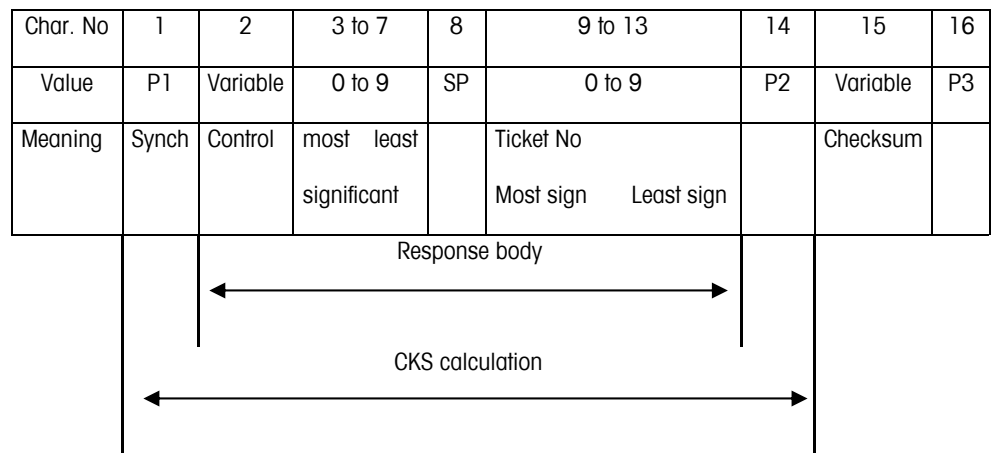 Char. No 1 2 3 to 7 8 9 to 13 14 15 16
Value P1 Variable 0 to 9 SP 0 to 9 P2 Variable P3
Meaning Synch Control most least Ticket No Checksum
significant Most sign Least sign
Response body
CKS calculation